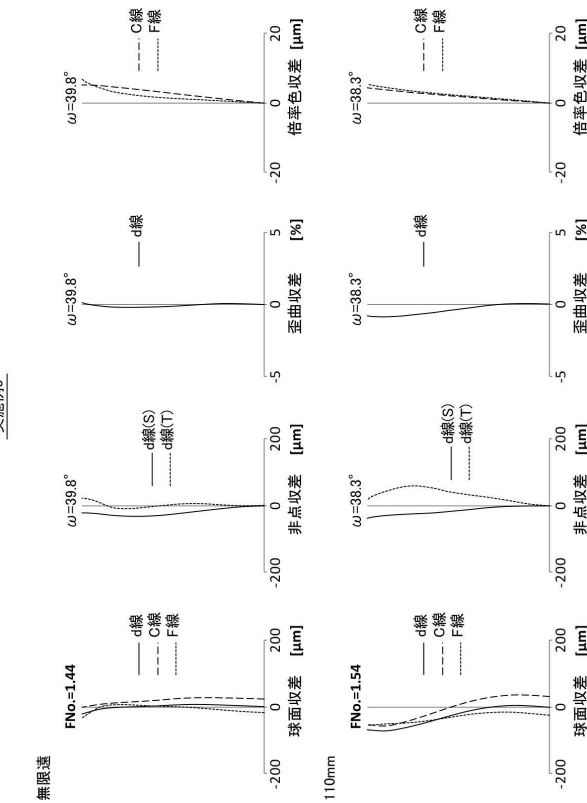 無限遠
FNo.=1.44
d線
C線
F線
-200 0 200
球面収差 [μm]
ω=39.8°
d線(S)
d線(T)
-200 0 200
非点収差 [μm]
ω=39.8°
d線
-5 0 5
歪曲収差 [%]
ω=39.8°
C線
F線
-20 0 20
倍率色収差 [μm]
110mm
FNo.=1.54
d線
C線
F線
-200 0 200
球面収差 [μm]
ω=38.3°
d線(S)
d線(T)
-200 0 200
非点収差 [μm]
ω=38.3°
d線
-5 0 5
歪曲収差 [%]
ω=38.3°
C線
F線
-20 0 20
倍率色収差 [μm]